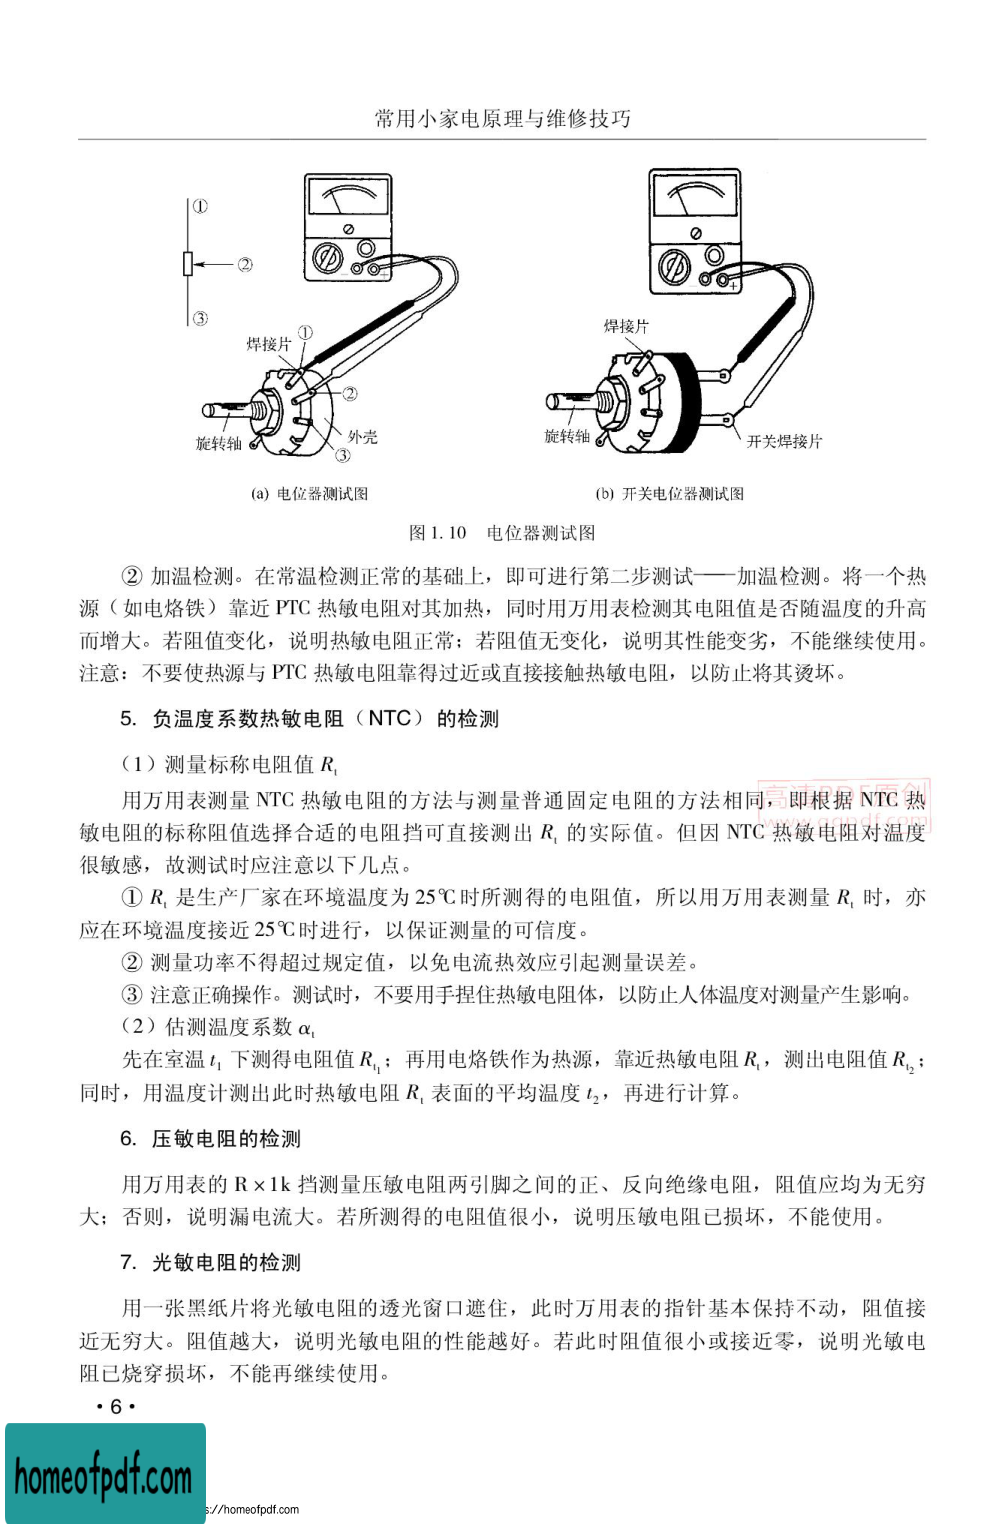 常用小家电原理与维修技巧
①
②
③
焊接片
①
②
旋转轴
外壳
③
焊接片
旋转轴
开关焊接片
(a) 电位器测试图
(b) 开关电位器测试图
图 1. 10 电位器测试图
② 加温检测。在常温检测正常的基础上，即可进行第二步测试——加温检测。将一个热
源（如电烙铁）靠近 PTC 热敏电阻对其加热，同时用万用表检测其电阻值是否随温度的升高
而增大。若阻值变化，说明热敏电阻正常；若阻值无变化，说明其性能变劣，不能继续使用。
注意：不要使热源与 PTC 热敏电阻靠得过近或直接接触热敏电阻，以防止将其烫坏。
5. 负温度系数热敏电阻（NTC）的检测
（1）测量标称电阻值 Rt
高速PDF原创
用万用表测量 NTC 热敏电阻的方法与测量普通固定电阻的方法相同，即根据 NTC 热
敏电阻的标称阻值选择合适的电阻挡可直接测出 Rt 的实际值。但因 NTC 热敏电阻对温度
很敏感，故测试时应注意以下几点。
① Rt 是生产厂家在环境温度为 25℃时所测得的电阻值，所以用万用表测量 Rt 时，亦
应在环境温度接近 25℃时进行，以保证测量的可信度。
② 测量功率不得超过规定值，以免电流热效应引起测量误差。
③ 注意正确操作。测试时，不要用手捏住热敏电阻体，以防止人体温度对测量产生影响。
（2）估测温度系数 αt
先在室温 t1 下测得电阻值 Rt1；再用电烙铁作为热源，靠近热敏电阻 Rt，测出电阻值 Rt2；
同时，用温度计测出此时热敏电阻 Rt 表面的平均温度 t2，再进行计算。
6. 压敏电阻的检测
用万用表的 R×1k 挡测量压敏电阻两引脚之间的正、反向绝缘电阻，阻值应均为无穷
大；否则，说明漏电流大。若所测得的电阻值很小，说明压敏电阻已损坏，不能使用。
7. 光敏电阻的检测
用一张黑纸片将光敏电阻的透光窗口遮住，此时万用表的指针基本保持不动，阻值接
近无穷大。阻值越大，说明光敏电阻的性能越好。若此时阻值很小或接近零，说明光敏电
阻已烧穿损坏，不能再继续使用。
·6·
homeofpdf.com
s://homeofpdf.com